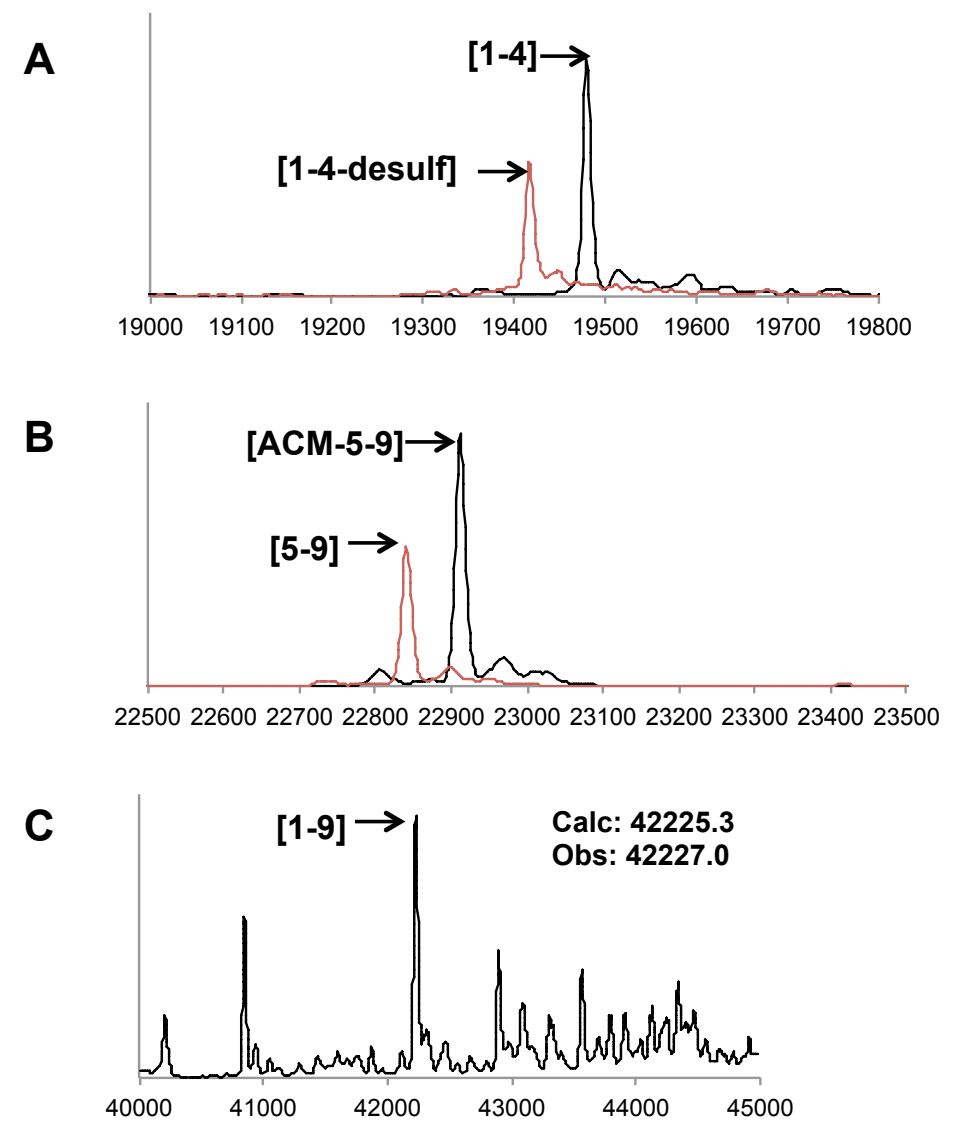 A
[1-4]
[1-4-desulf]
19000 19100 19200 19300 19400 19500 19600 19700 19800
B
[ACM-5-9]
[5-9]
22500 22600 22700 22800 22900 23000 23100 23200 23300 23400 23500
C
[1-9]
Calc: 42225.3
Obs: 42227.0
40000 41000 42000 43000 44000 45000